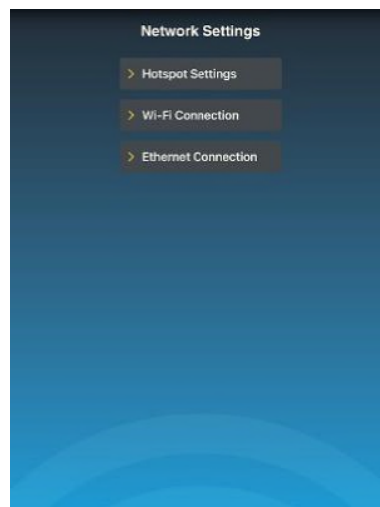 Network Settings
Hotspot Settings
Wi-Fi Connection
Ethernet Connection